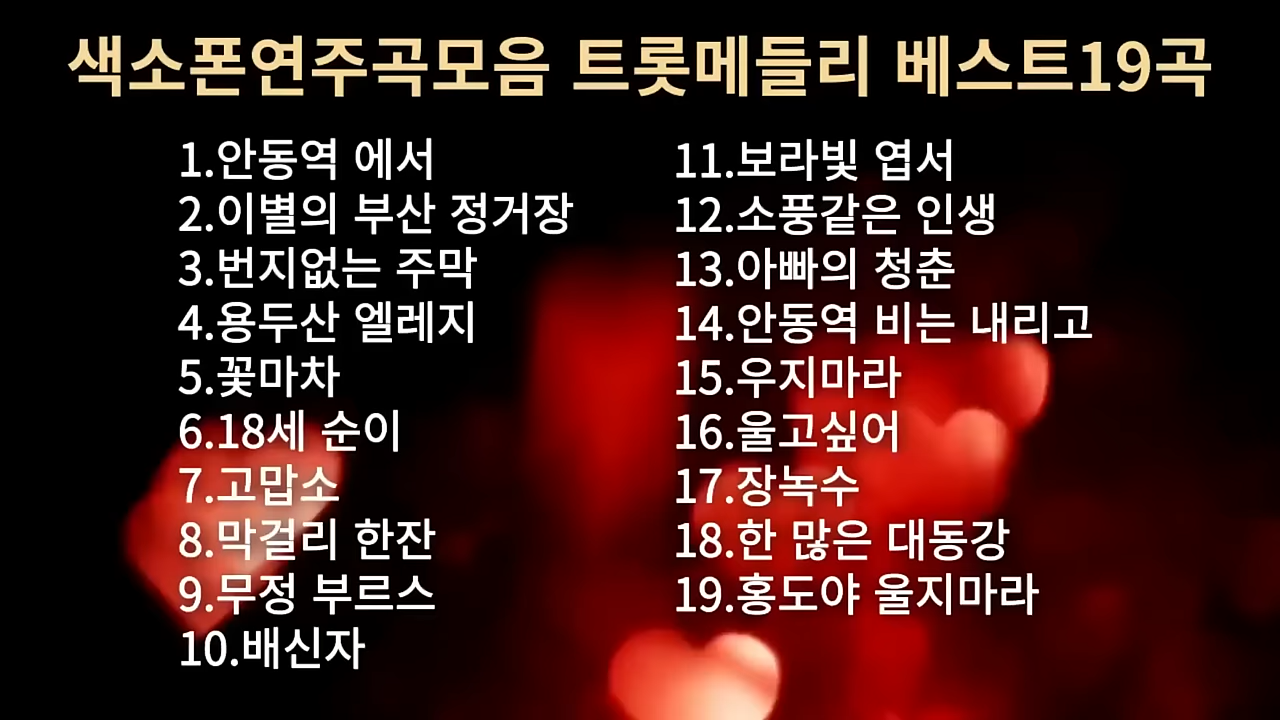 색소폰연주곡모음 트롯메들리 베스트19곡
1.안동역 에서
2.이별의 부산 정거장
3.번지없는 주막
4.용두산 엘레지
5.꽃마차
6.18세 순이
7.고맙소
8.막걸리 한잔
9.무정 부르스
10.배신자
11.보라빛 엽서
12.소풍같은 인생
13.아빠의 청춘
14.안동역 비는 내리고
15.우지마라
16.울고싶어
17.장녹수
18.한 많은 대동강
19.홍도야 울지마라